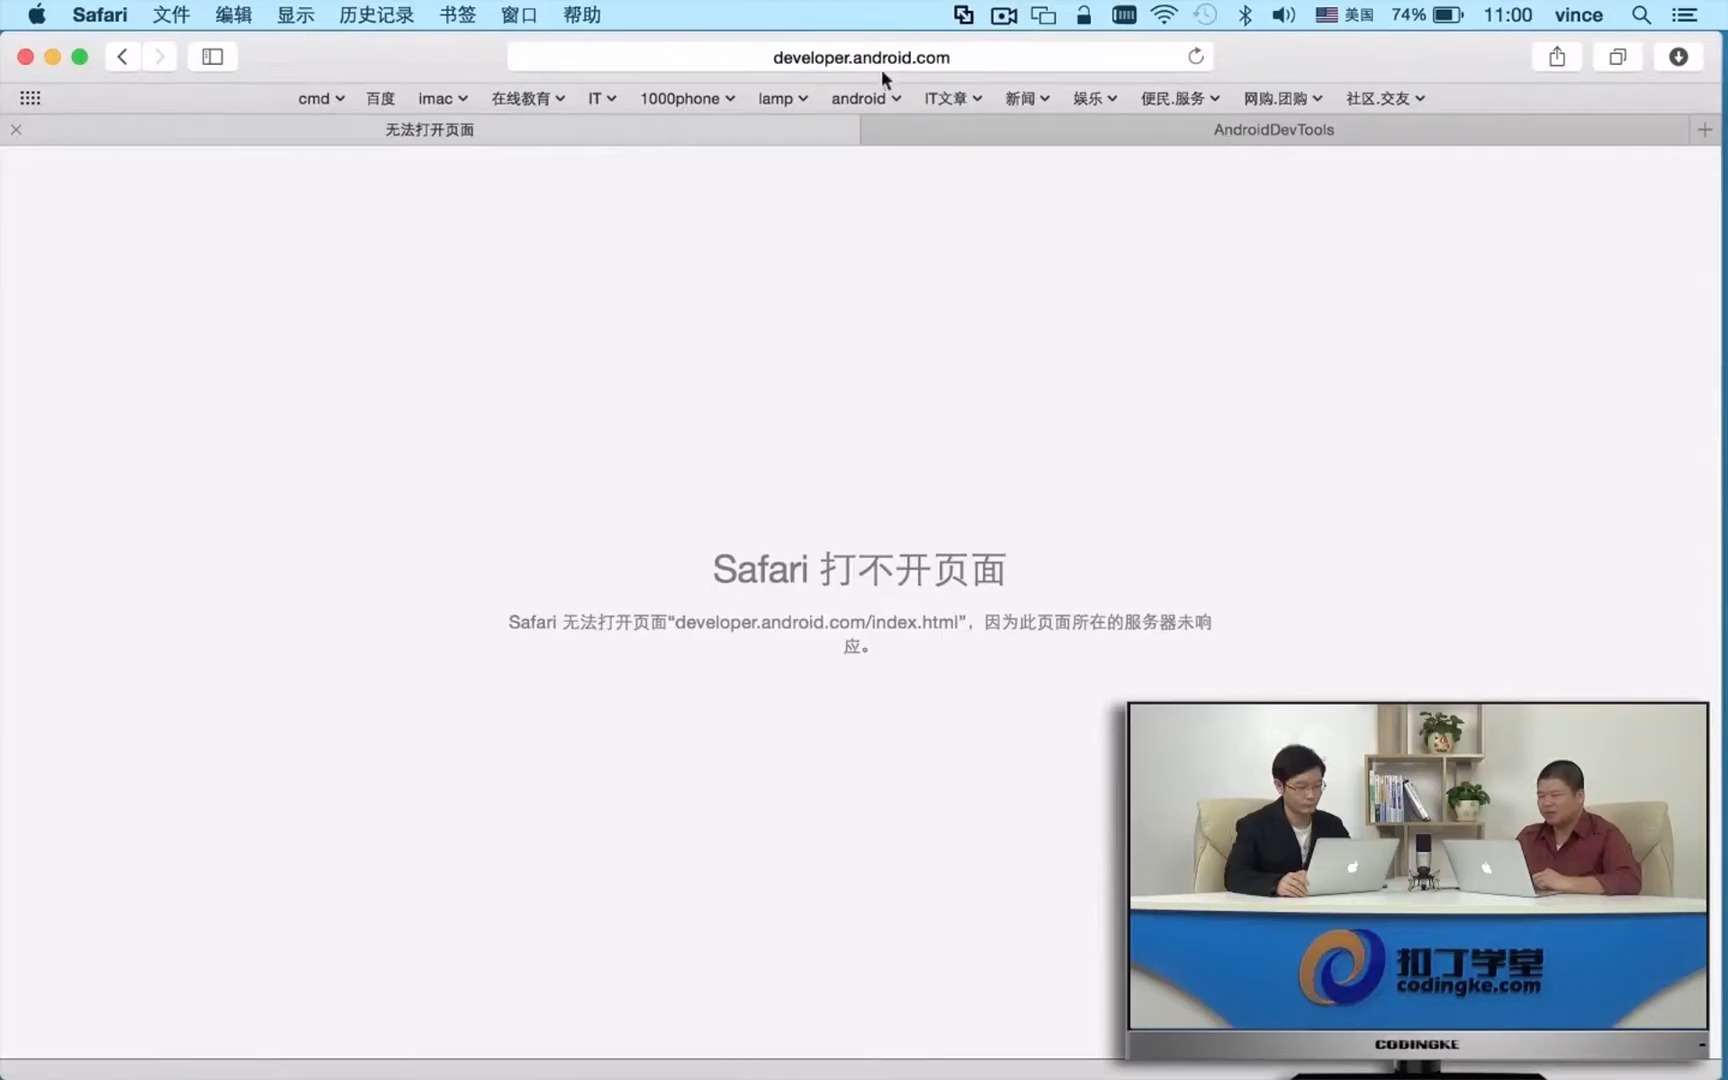 Safari 文件 编辑 显示 历史记录 书签 窗口 帮助 美国 74% 11:00 vince
developer.android.com
cmd 百度 imac 在线教育 IT 1000phone lamp android IT文章 新闻 娱乐 便民.服务 网购.团购 社区.交友
无法打开页面 AndroidDevTools
Safari 打不开页面
Safari 无法打开页面“developer.android.com/index.html”，因为此页面所在的服务器未响
应。
扣丁学堂
codingke.com
CODINGKE